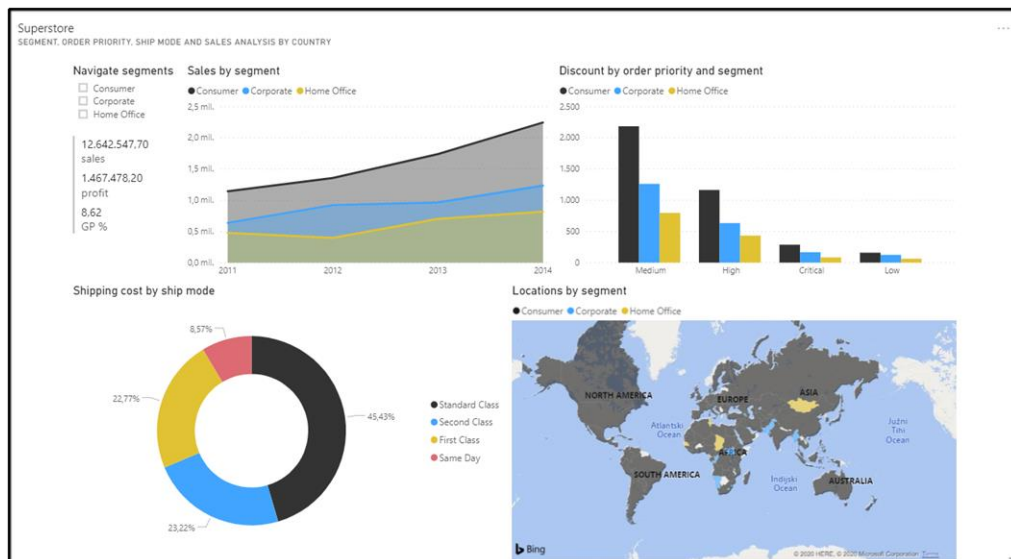 Superstore
SEGMENT, ORDER PRIORITY, SHIP MODE AND SALES ANALYSIS BY COUNTRY
Navigate segments
Consumer
Corporate
Home Office
12.642.547,70
sales
1.467.478,20
profit
8,62
GP %
Sales by segment
Consumer Corporate Home Office
2,5 mil.
2,0 mil.
1,5 mil.
1,0 mil.
0,5 mil.
0,0 mil.
2011 2012 2013 2014
Discount by order priority and segment
Consumer Corporate Home Office
2.500
2.000
1.500
1.000
500
0
Medium High Critical Low
Shipping cost by ship mode
8,57%
22,77%
45,43%
23,22%
Standard Class
Second Class
First Class
Same Day
Locations by segment
Consumer Corporate Home Office
NORTH AMERICA
EUROPE
ASIA
Atlantski
Ocean
Južni
Tihi
Ocean
AFRICA
SOUTH AMERICA
Indijski
Ocean
AUSTRALIA
Bing
© 2020 HERE, © 2020 Microsoft Corporation Terms